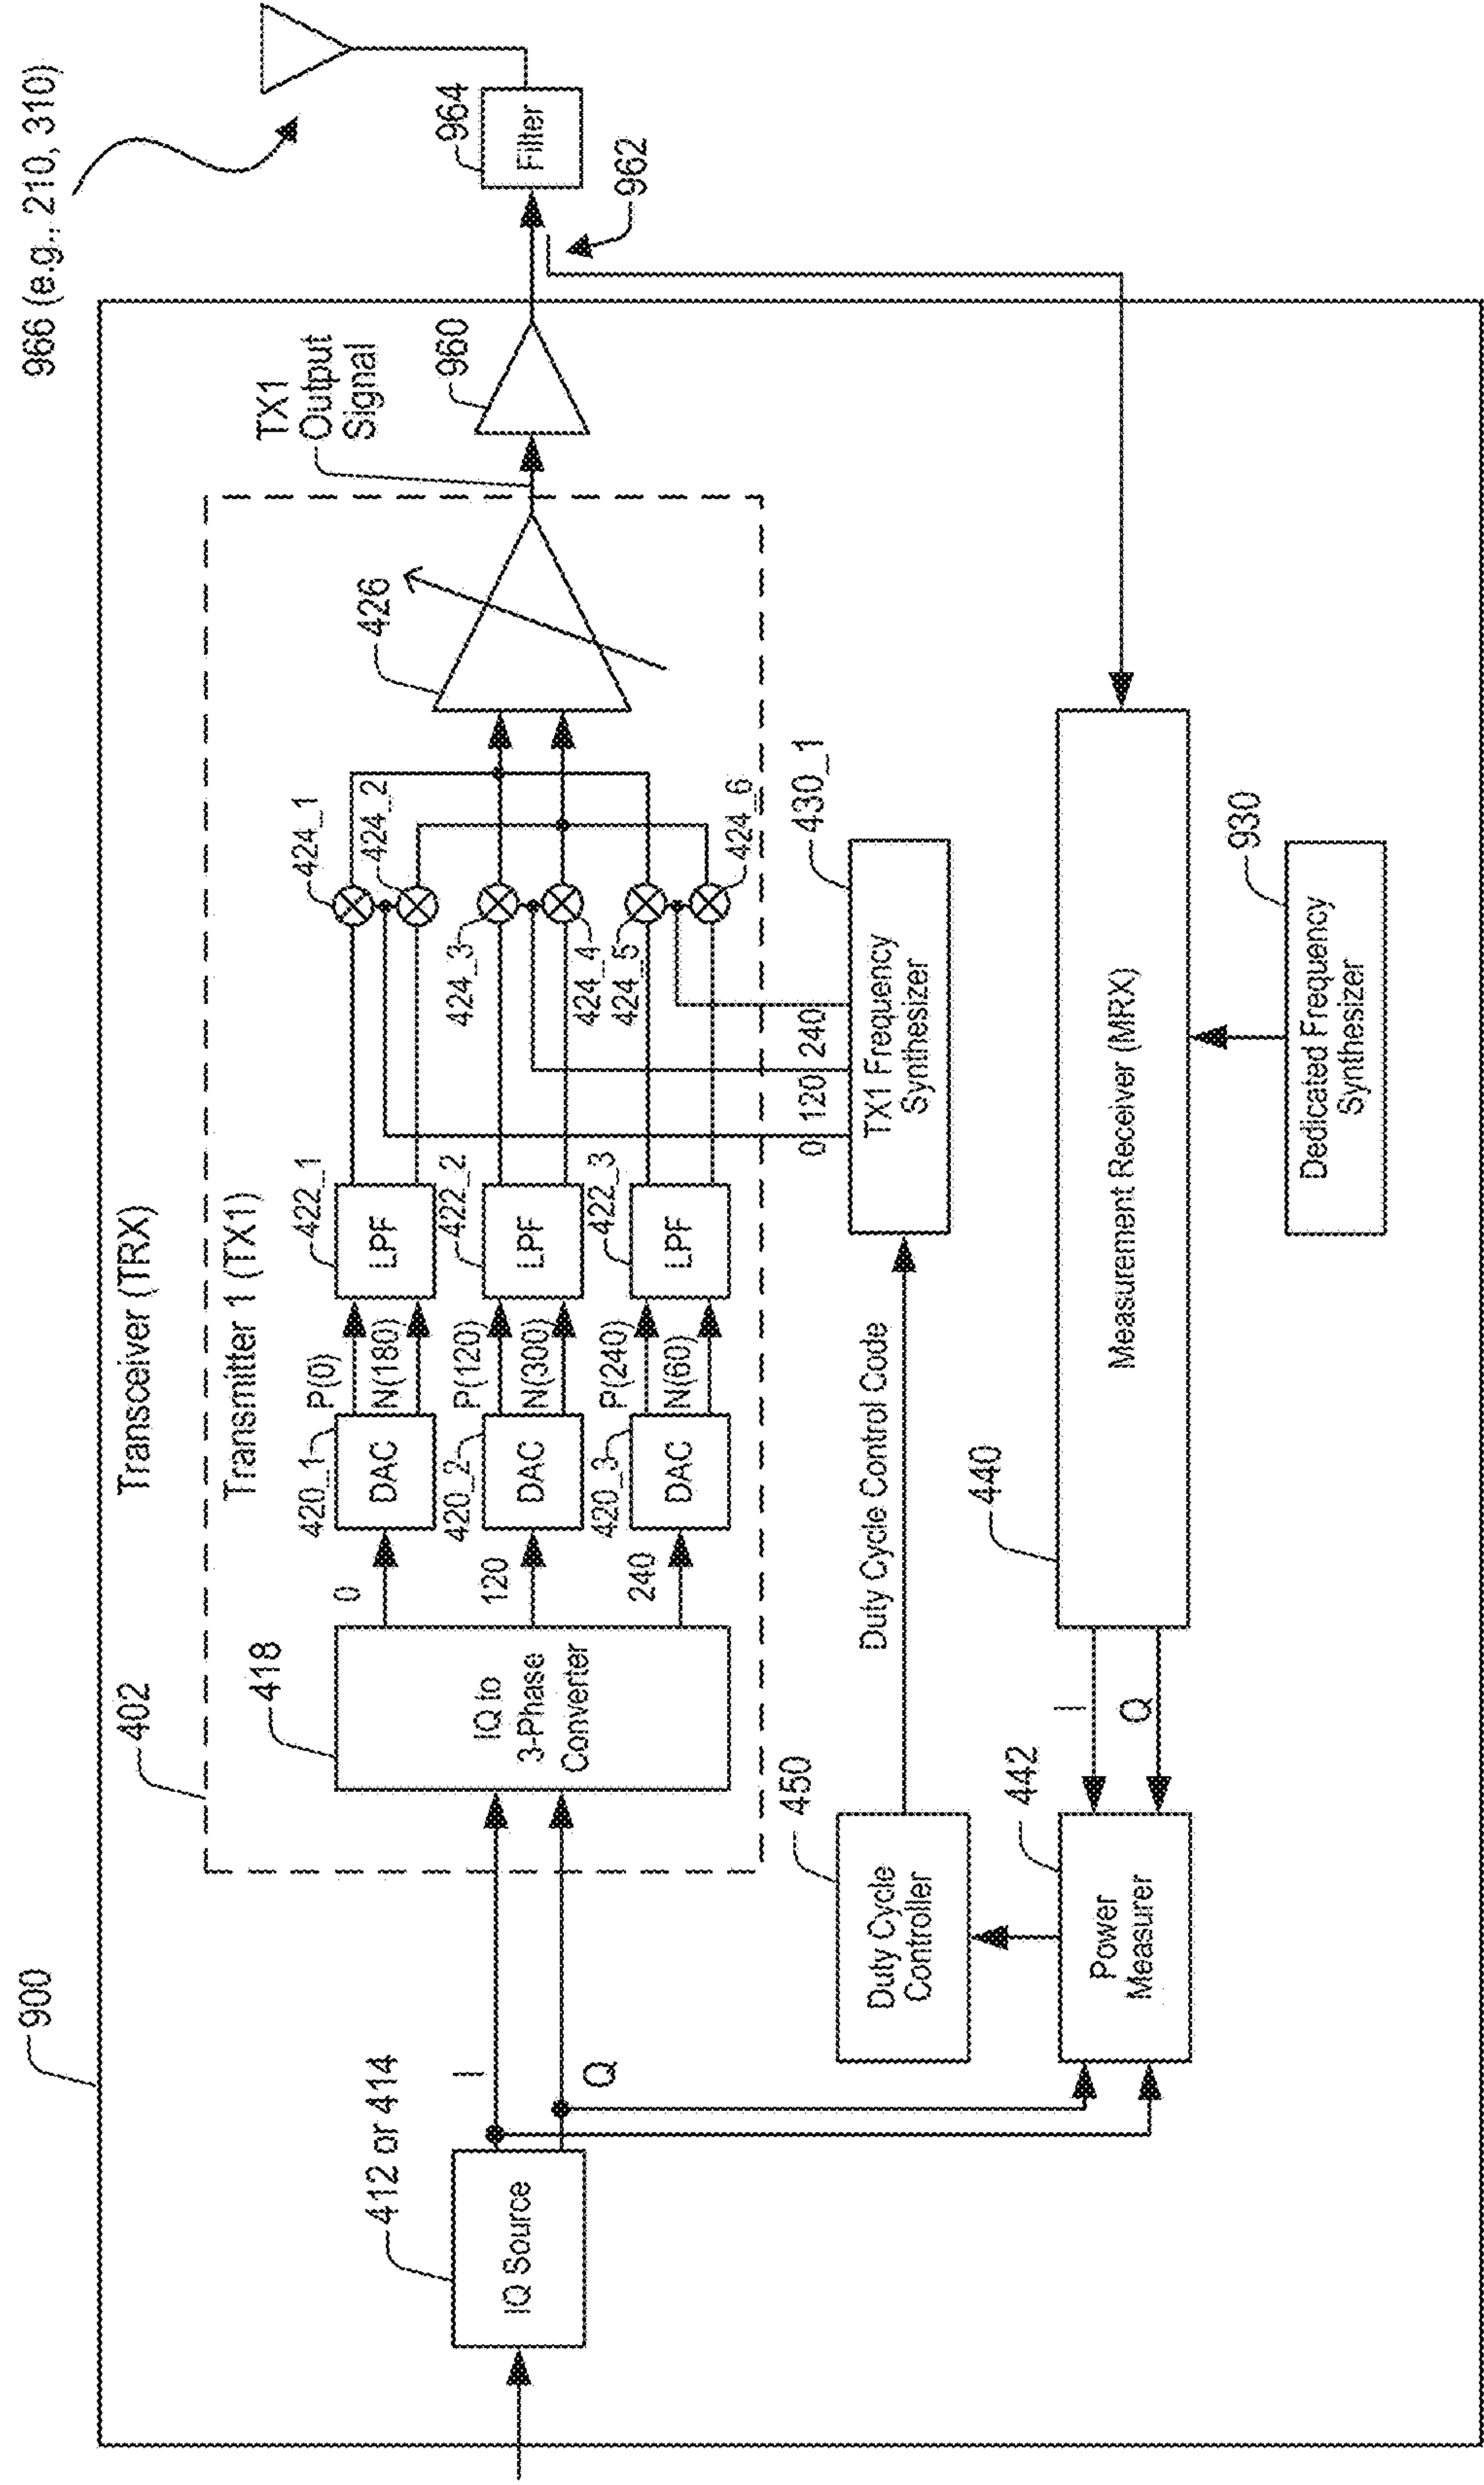 900
Transceiver (TRX)
966 (e.g., 210, 310)
402
Transmitter 1 (TX1)
TX1
Output
Signal
412 or 414
IQ Source
I
Q
418
IQ to
3-Phase
Converter
0
120
240
420_1
DAC
420_2
DAC
420_3
DAC
P(0)
N(180)
P(120)
N(300)
P(240)
N(60)
422_1
LPF
422_2
LPF
422_3
LPF
424_1
424_2
424_3
424_4
424_5
424_6
426
960
964
Filter
962
0
120
240
430_1
TX1 Frequency
Synthesizer
450
Duty Cycle
Controller
Duty Cycle Control Code
442
Power
Measurer
I
Q
440
Measurement Receiver (MRX)
930
Dedicated Frequency
Synthesizer